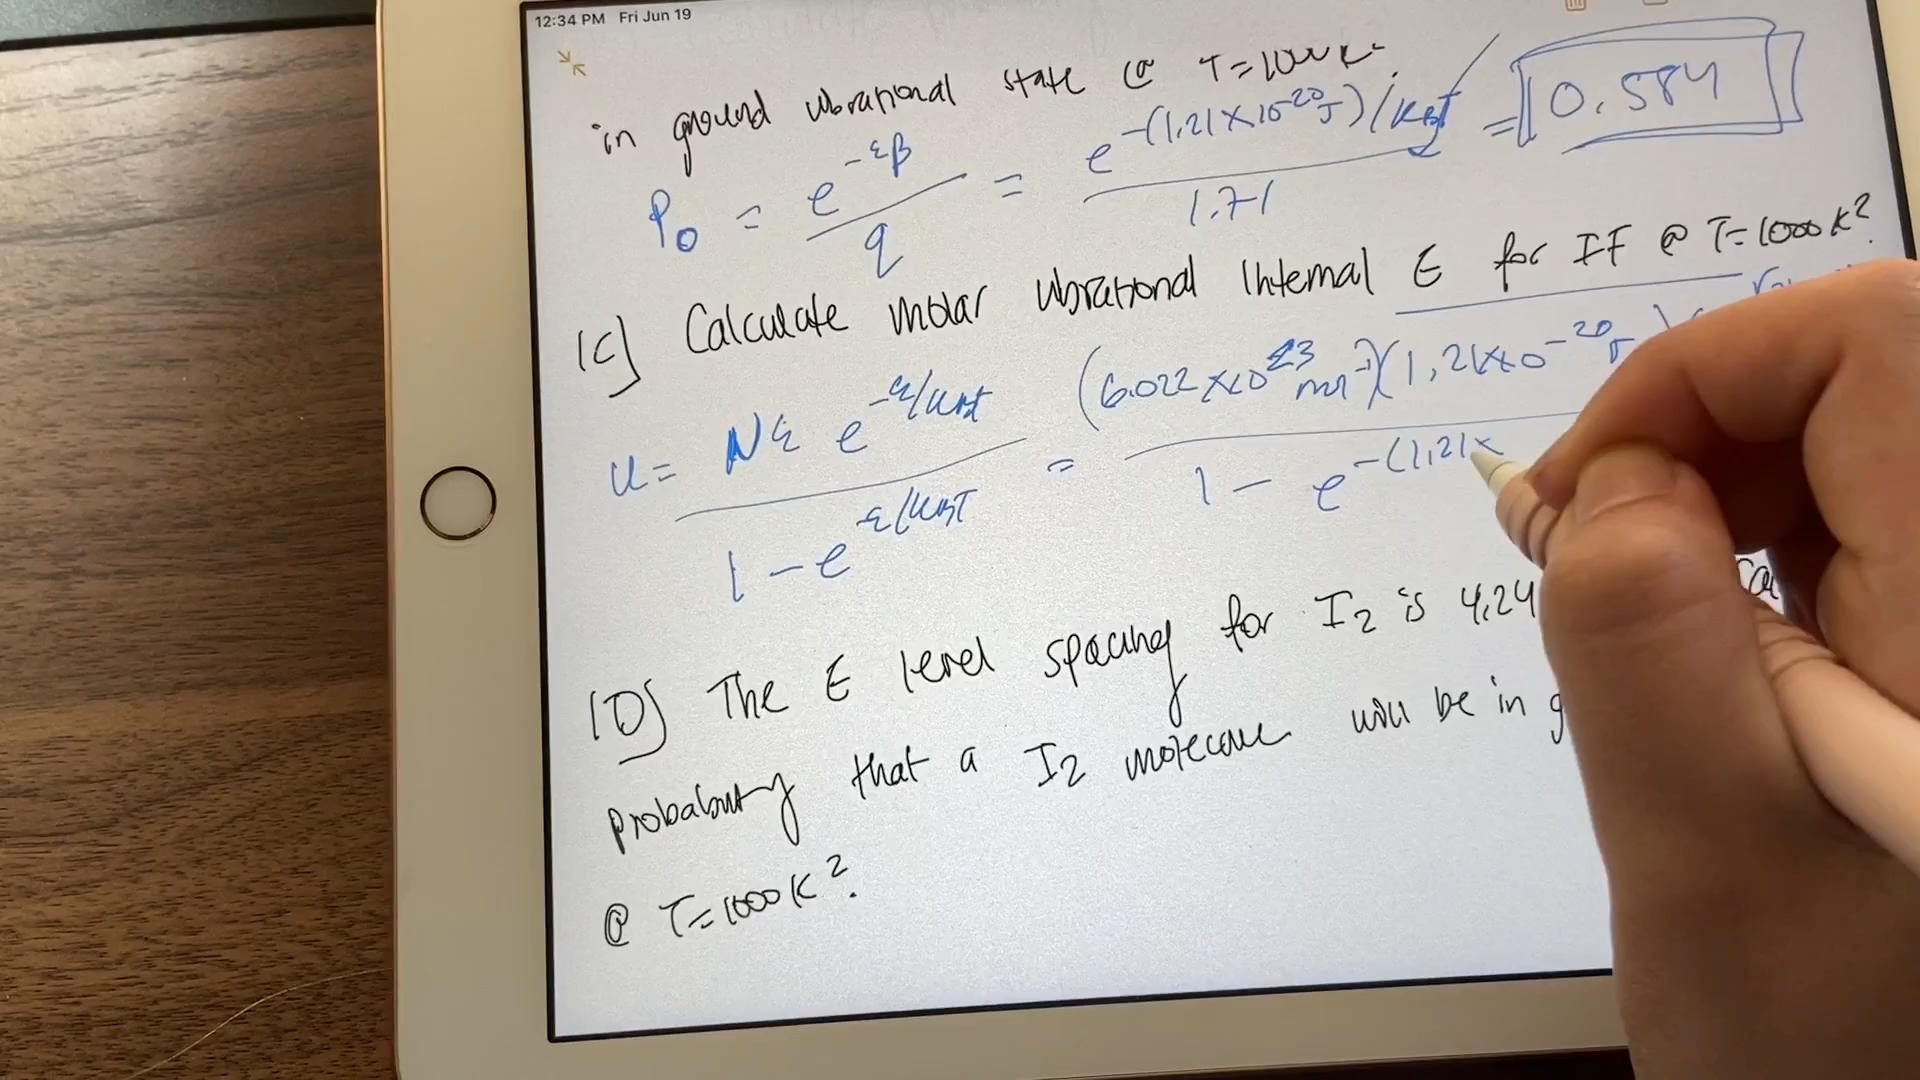 12:34 PM Fri Jun 19
in ground vibrational state @ T=1000K?
P₀ = e^-εβ / q = e^-(1.21×10^-20 J)/KBT / 1.71 = 0.584
1C) Calculate molar vibrational Internal E for IF @ T=1000K?
U = Nε e^-ε/KBT / 1-e^-ε/KBT = (6.022×10^23 mol^-1)(1.21×10^-20 J) / 1-e^-(1.21×
1D) The E level spacing for I₂ is 4.24
probability that a I₂ molecule will be in
@ T=1000K?